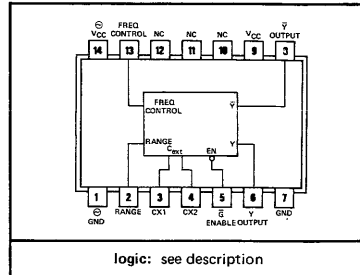 ⊖ FREQ Ȳ
VCC CONTROL NC NC NC VCC OUTPUT
14 13 12 11 10 9 3
FREQ CONTROL Ȳ
RANGE Y
Cext EN
1 2 3 4 5 6 7
⊖ RANGE CX1 CX2 G̅ Y GND
GND ENABLE OUTPUT
logic: see description